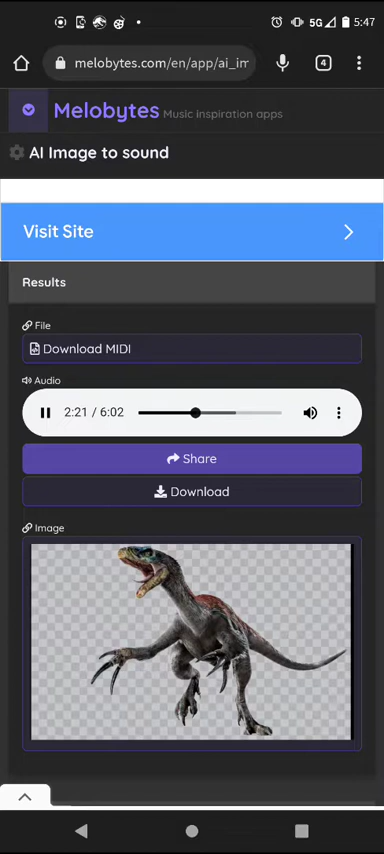 5G 5:47
melobytes.com/en/app/ai_im
4
Melobytes Music inspiration apps
AI Image to sound
Visit Site
Results
File
Download MIDI
Audio
2:21 / 6:02
Share
Download
Image